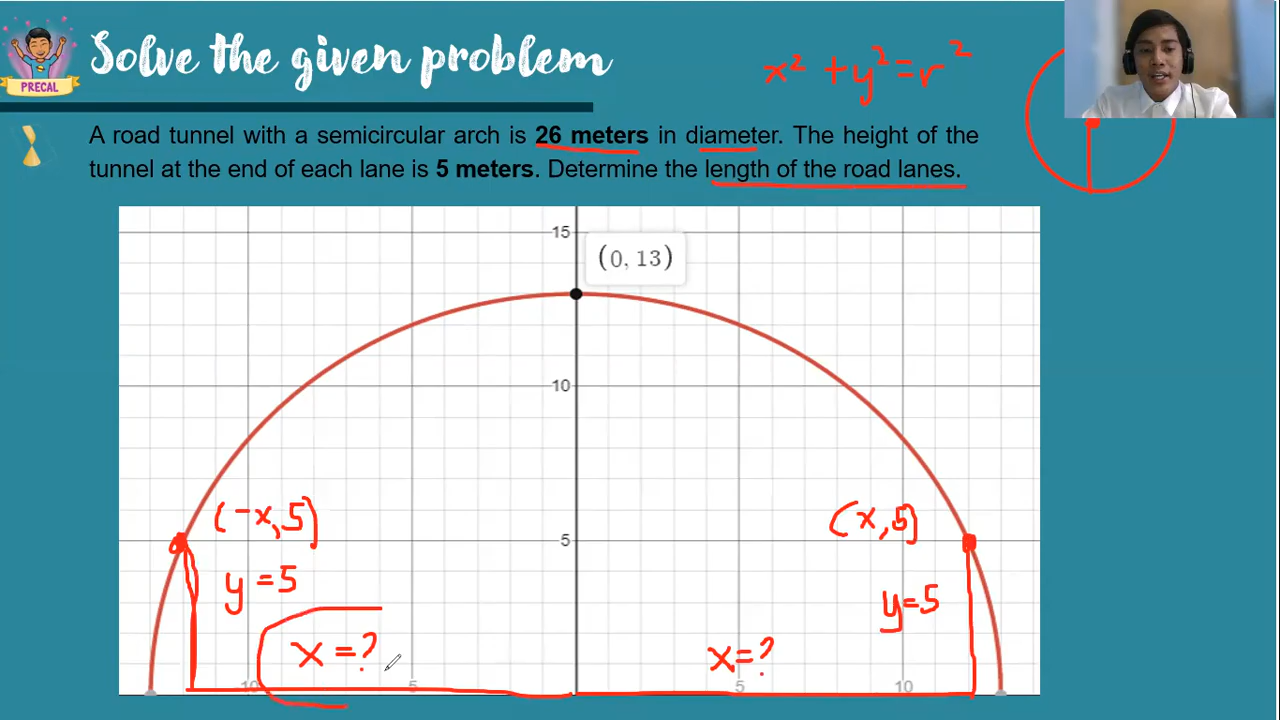 Solve the given problem
PRECAL
x² + y² = r²
A road tunnel with a semicircular arch is 26 meters in diameter. The height of the
tunnel at the end of each lane is 5 meters. Determine the length of the road lanes.
15
(0, 13)
10
(-x, 5)
(x, 5)
5
y = 5
y=5
x = ?
x=?
10
5
5
10